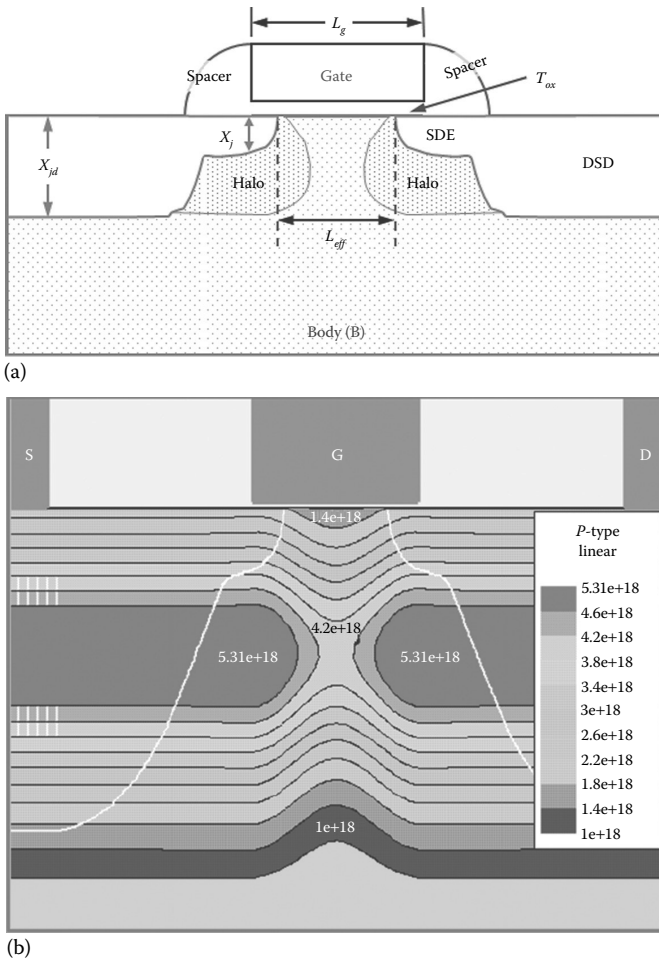 L_g
Spacer
Gate
Spacer
T_ox
X_j
SDE
X_jd
DSD
Halo
Halo
L_eff
Body (B)
(a)
S
G
D
1.4e+18
P-type
linear
5.31e+18
4.6e+18
4.2e+18
3.8e+18
3.4e+18
3e+18
2.6e+18
2.2e+18
1.8e+18
1.4e+18
1e+18
4.2e+18
5.31e+18
5.31e+18
1e+18
(b)